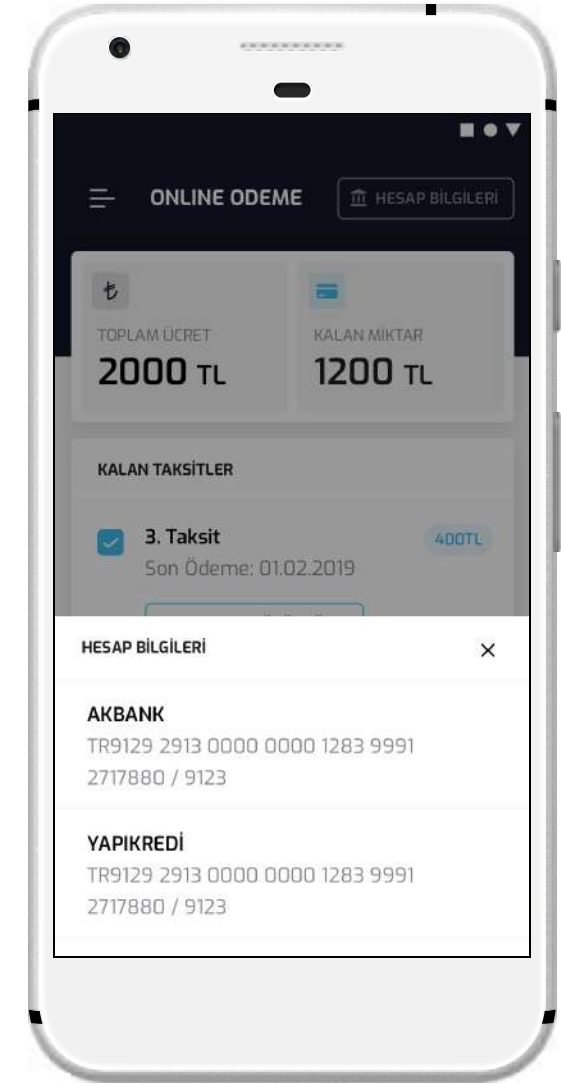 ONLINE ODEME
HESAP BİLGİLERİ
TOPLAM ÜCRET
KALAN MİKTAR
2000 TL
1200 TL
KALAN TAKSİTLER
3. Taksit
400TL
Son Ödeme: 01.02.2019
HESAP BİLGİLERİ
AKBANK
TR9129 2913 0000 0000 1283 9991
2717880 / 9123
YAPIKREDİ
TR9129 2913 0000 0000 1283 9991
2717880 / 9123